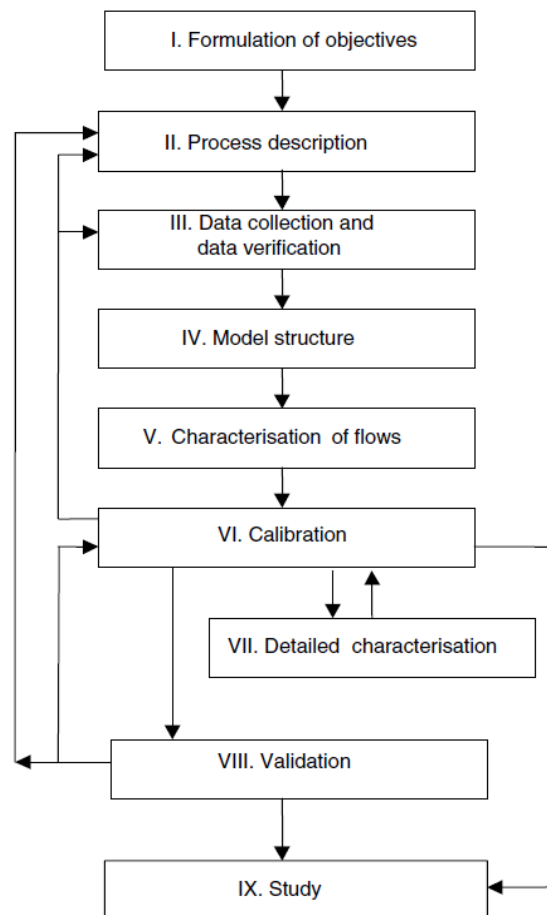 I. Formulation of objectives
II. Process description
III. Data collection and
data verification
IV. Model structure
V. Characterisation of flows
VI. Calibration
VII. Detailed characterisation
VIII. Validation
IX. Study